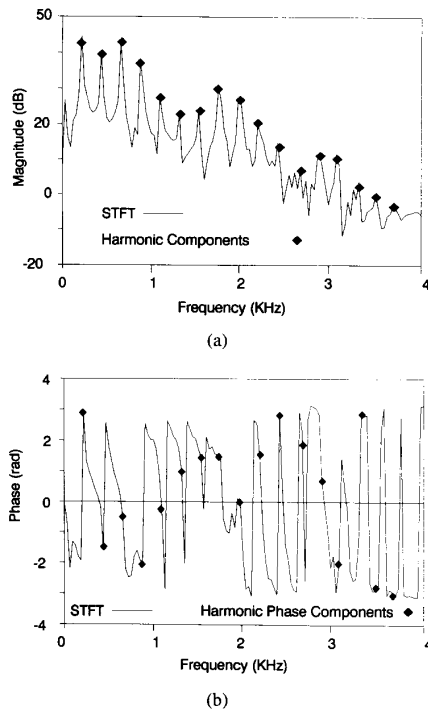 50
20
0
-20
Magnitude (dB)
STFT
Harmonic Components
0 1 2 3 4
Frequency (KHz)
(a)
4
2
0
-2
-4
Phase (rad)
STFT
Harmonic Phase Components
0 1 2 3 4
Frequency (KHz)
(b)